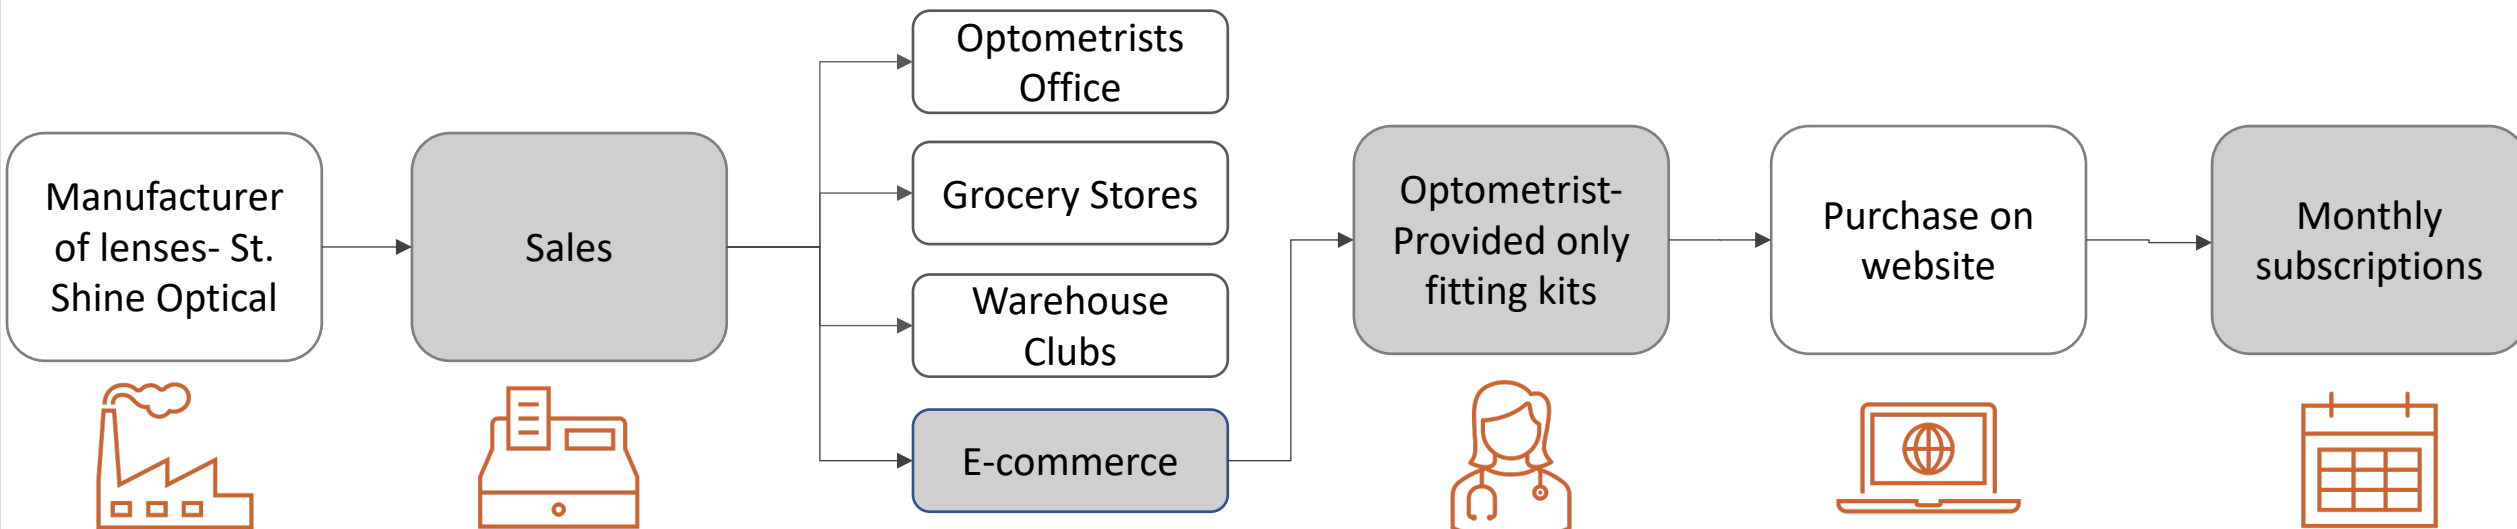 Manufacturer
of lenses- St.
Shine Optical
Sales
Optometrists
Office
Grocery Stores
Warehouse
Clubs
E-commerce
Optometrist-
Provided only
fitting kits
Purchase on
website
Monthly
subscriptions